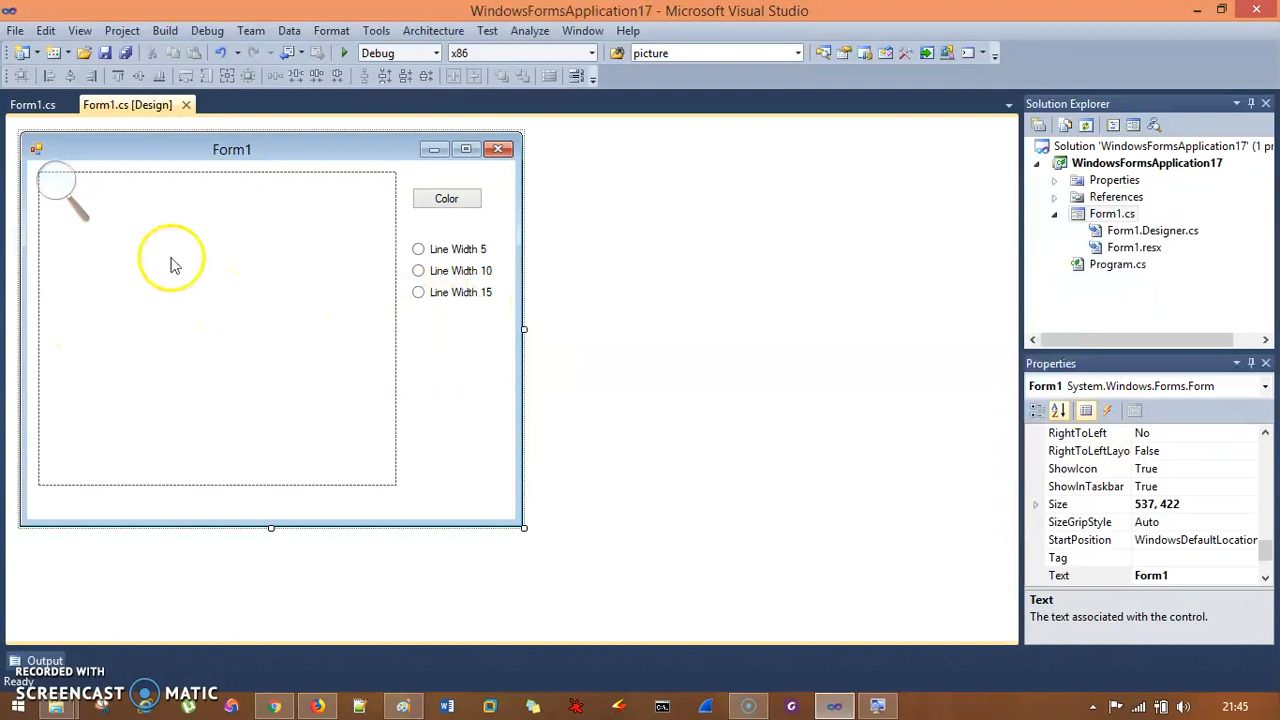 WindowsFormsApplication17 - Microsoft Visual Studio
File Edit View Project Build Debug Team Data Format Tools Architecture Test Analyze Window Help
Debug x86 picture
Form1.cs Form1.cs [Design]
Form1
Color
Line Width 5
Line Width 10
Line Width 15
Solution Explorer
Solution 'WindowsFormsApplication17' (1 pr
WindowsFormsApplication17
Properties
References
Form1.cs
Form1.Designer.cs
Form1.resx
Program.cs
Properties
Form1 System.Windows.Forms.Form
RightToLeft No
RightToLeftLayo False
ShowIcon True
ShowInTaskbar True
Size 537, 422
SizeGripStyle Auto
StartPosition WindowsDefaultLocation
Tag
Text Form1
Text
The text associated with the control.
Output
Ready
RECORDED WITH
SCREENCAST MATIC
21:45